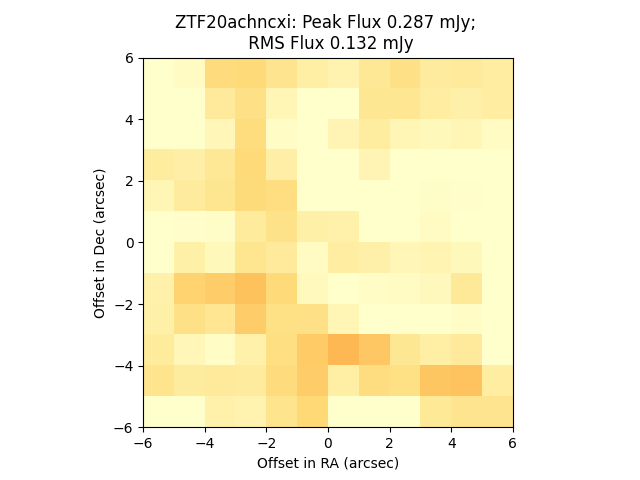 ZTF20achncxi: Peak Flux 0.287 mJy;
RMS Flux 0.132 mJy
6
4
2
0
−2
−4
−6
Offset in Dec (arcsec)
−6 −4 −2 0 2 4 6
Offset in RA (arcsec)